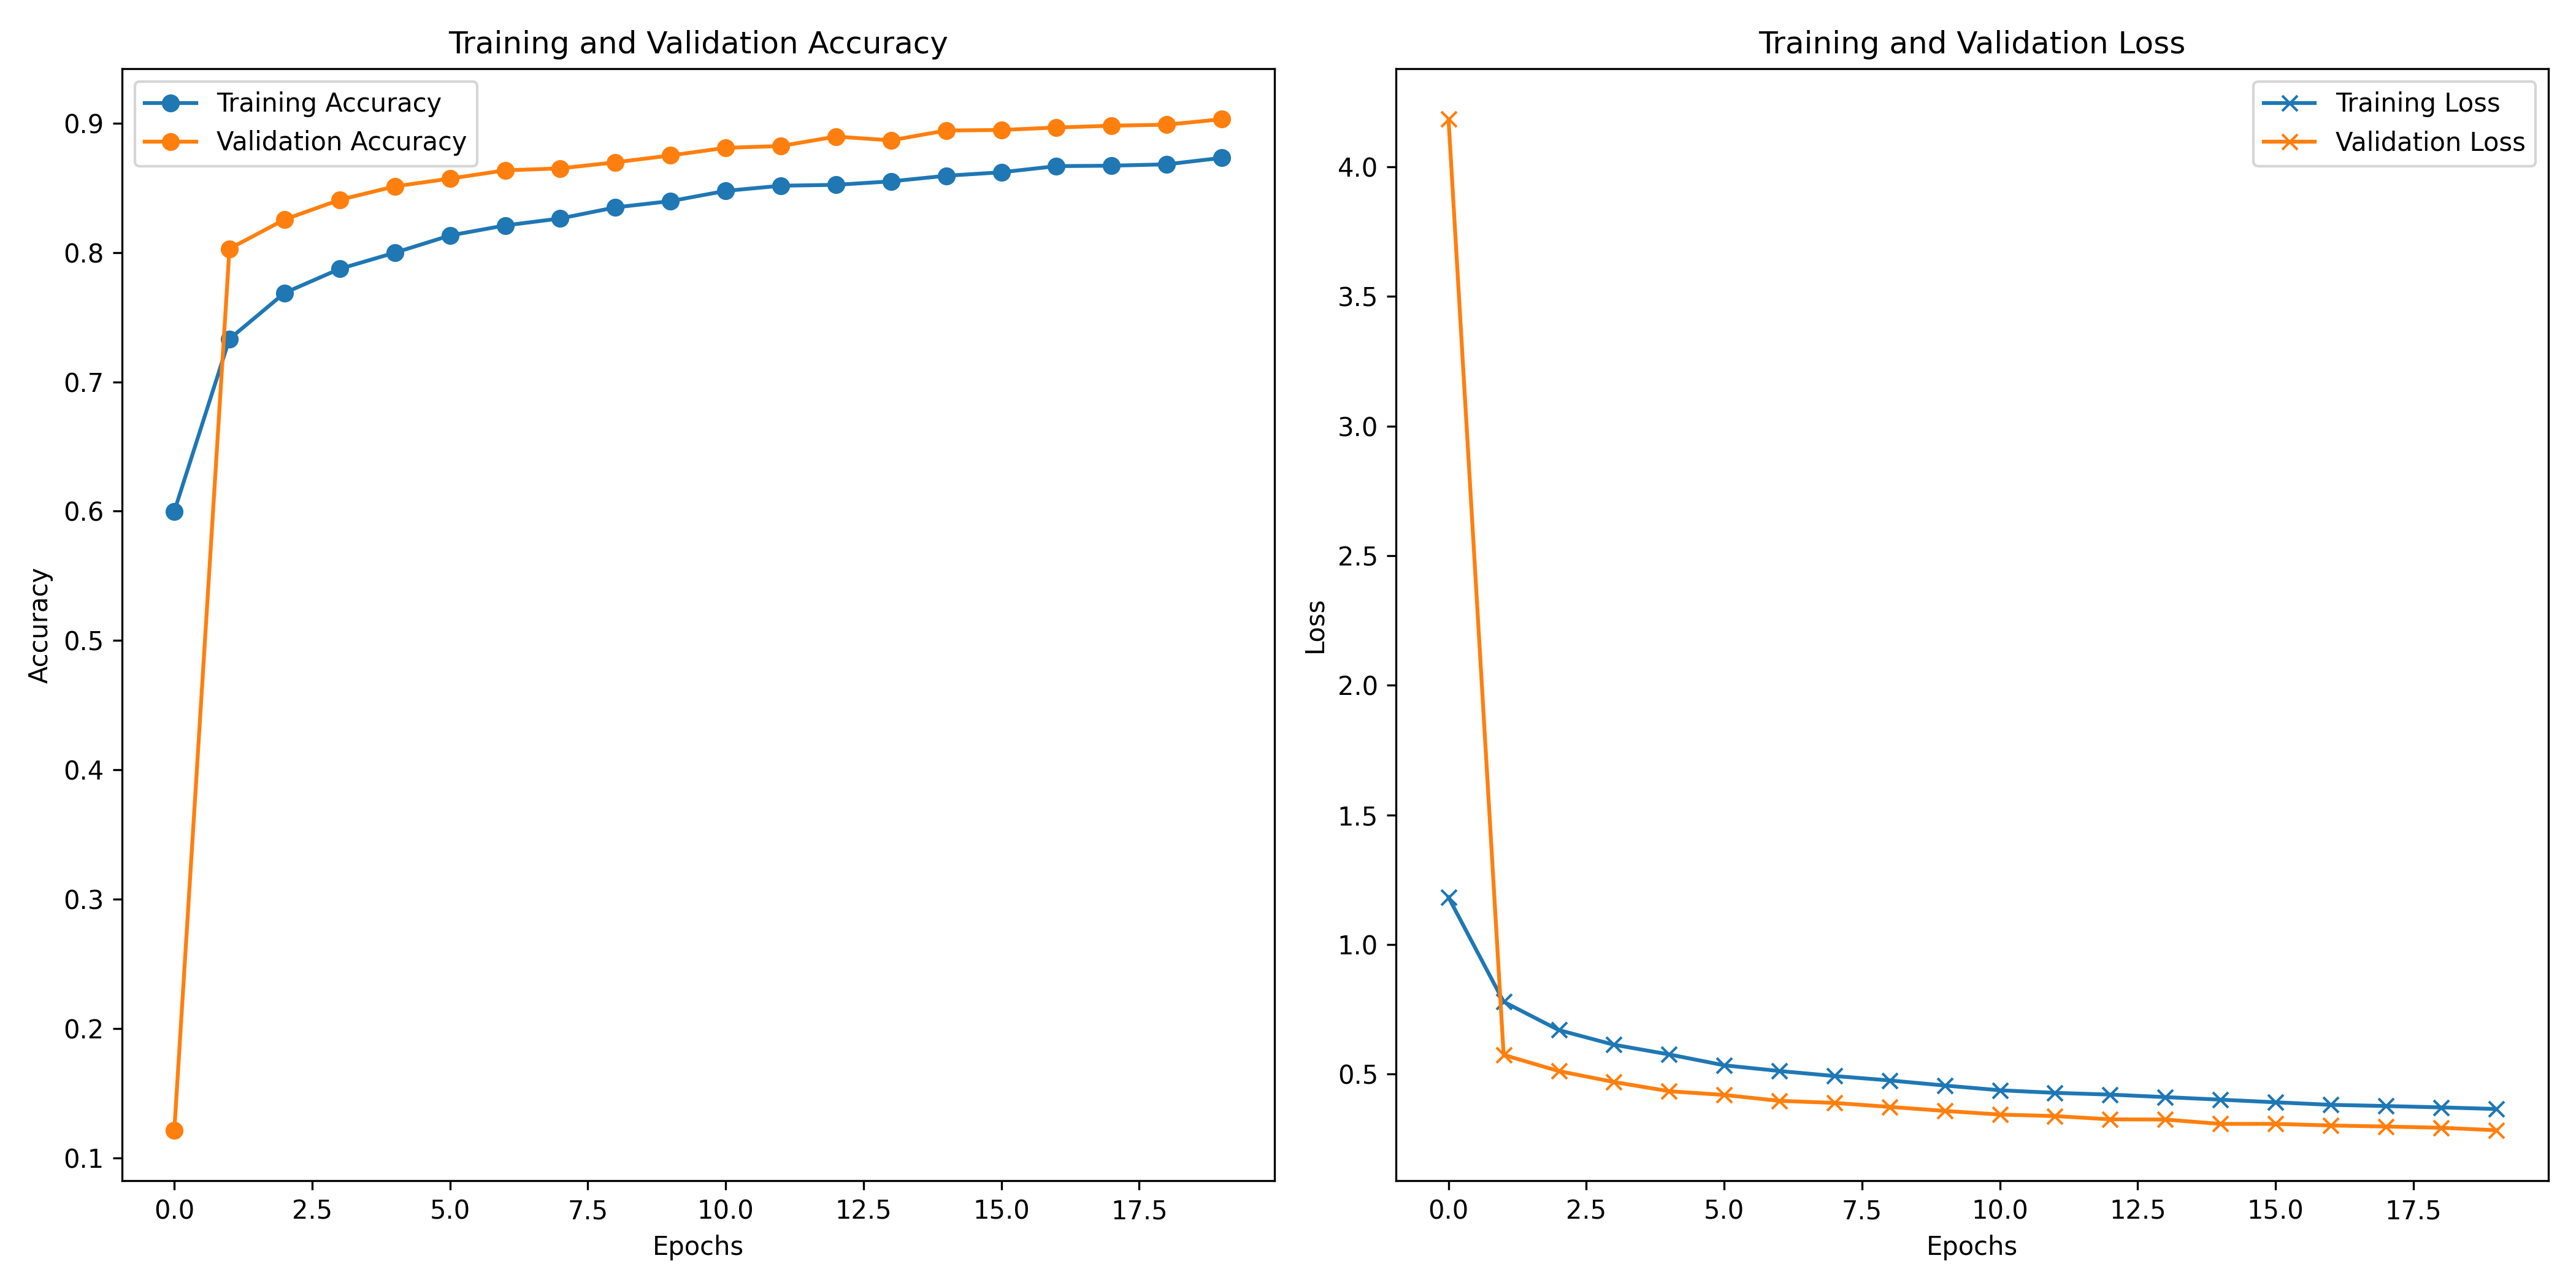 Training and Validation Accuracy
Training Accuracy
Validation Accuracy
0.9
0.8
0.7
0.6
0.5
0.4
0.3
0.2
0.1
Accuracy
0.0 2.5 5.0 7.5 10.0 12.5 15.0 17.5
Epochs
Training and Validation Loss
Training Loss
Validation Loss
4.0
3.5
3.0
2.5
2.0
1.5
1.0
0.5
Loss
0.0 2.5 5.0 7.5 10.0 12.5 15.0 17.5
Epochs